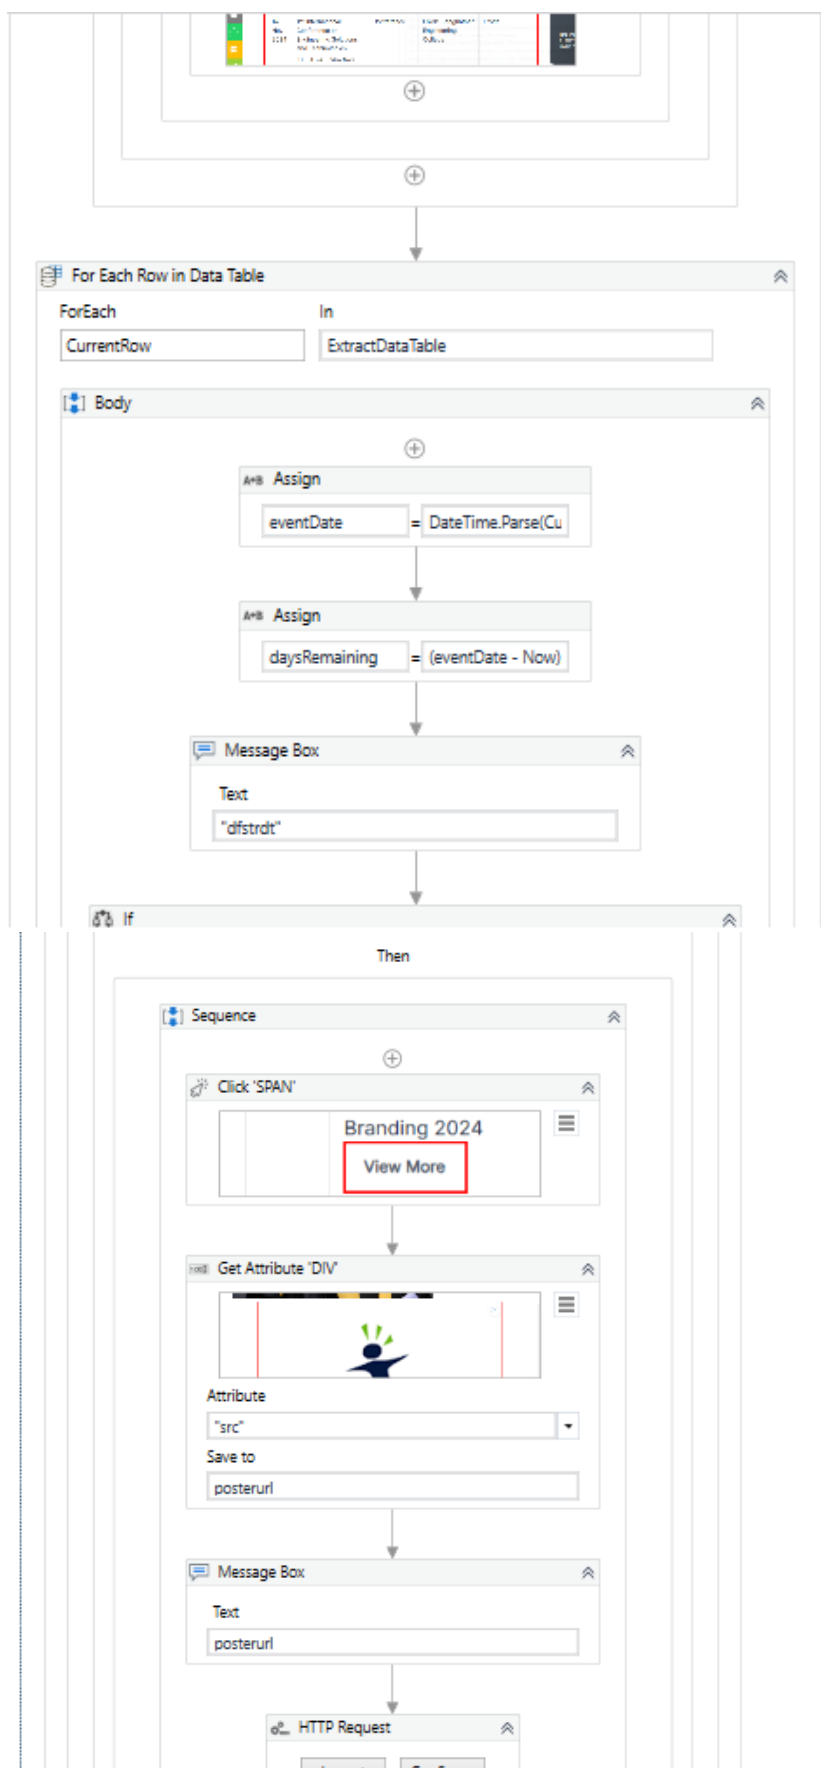 For Each Row in Data Table
ForEach In
CurrentRow ExtractDataTable
Body
A+B Assign
eventDate = DateTime.Parse(Cu
A+B Assign
daysRemaining = (eventDate - Now)
Message Box
Text
"dfstrdt"
If
Then
Sequence
Click 'SPAN'
Branding 2024
View More
Get Attribute 'DIV'
Attribute
"src"
Save to
posterurl
Message Box
Text
posterurl
HTTP Request